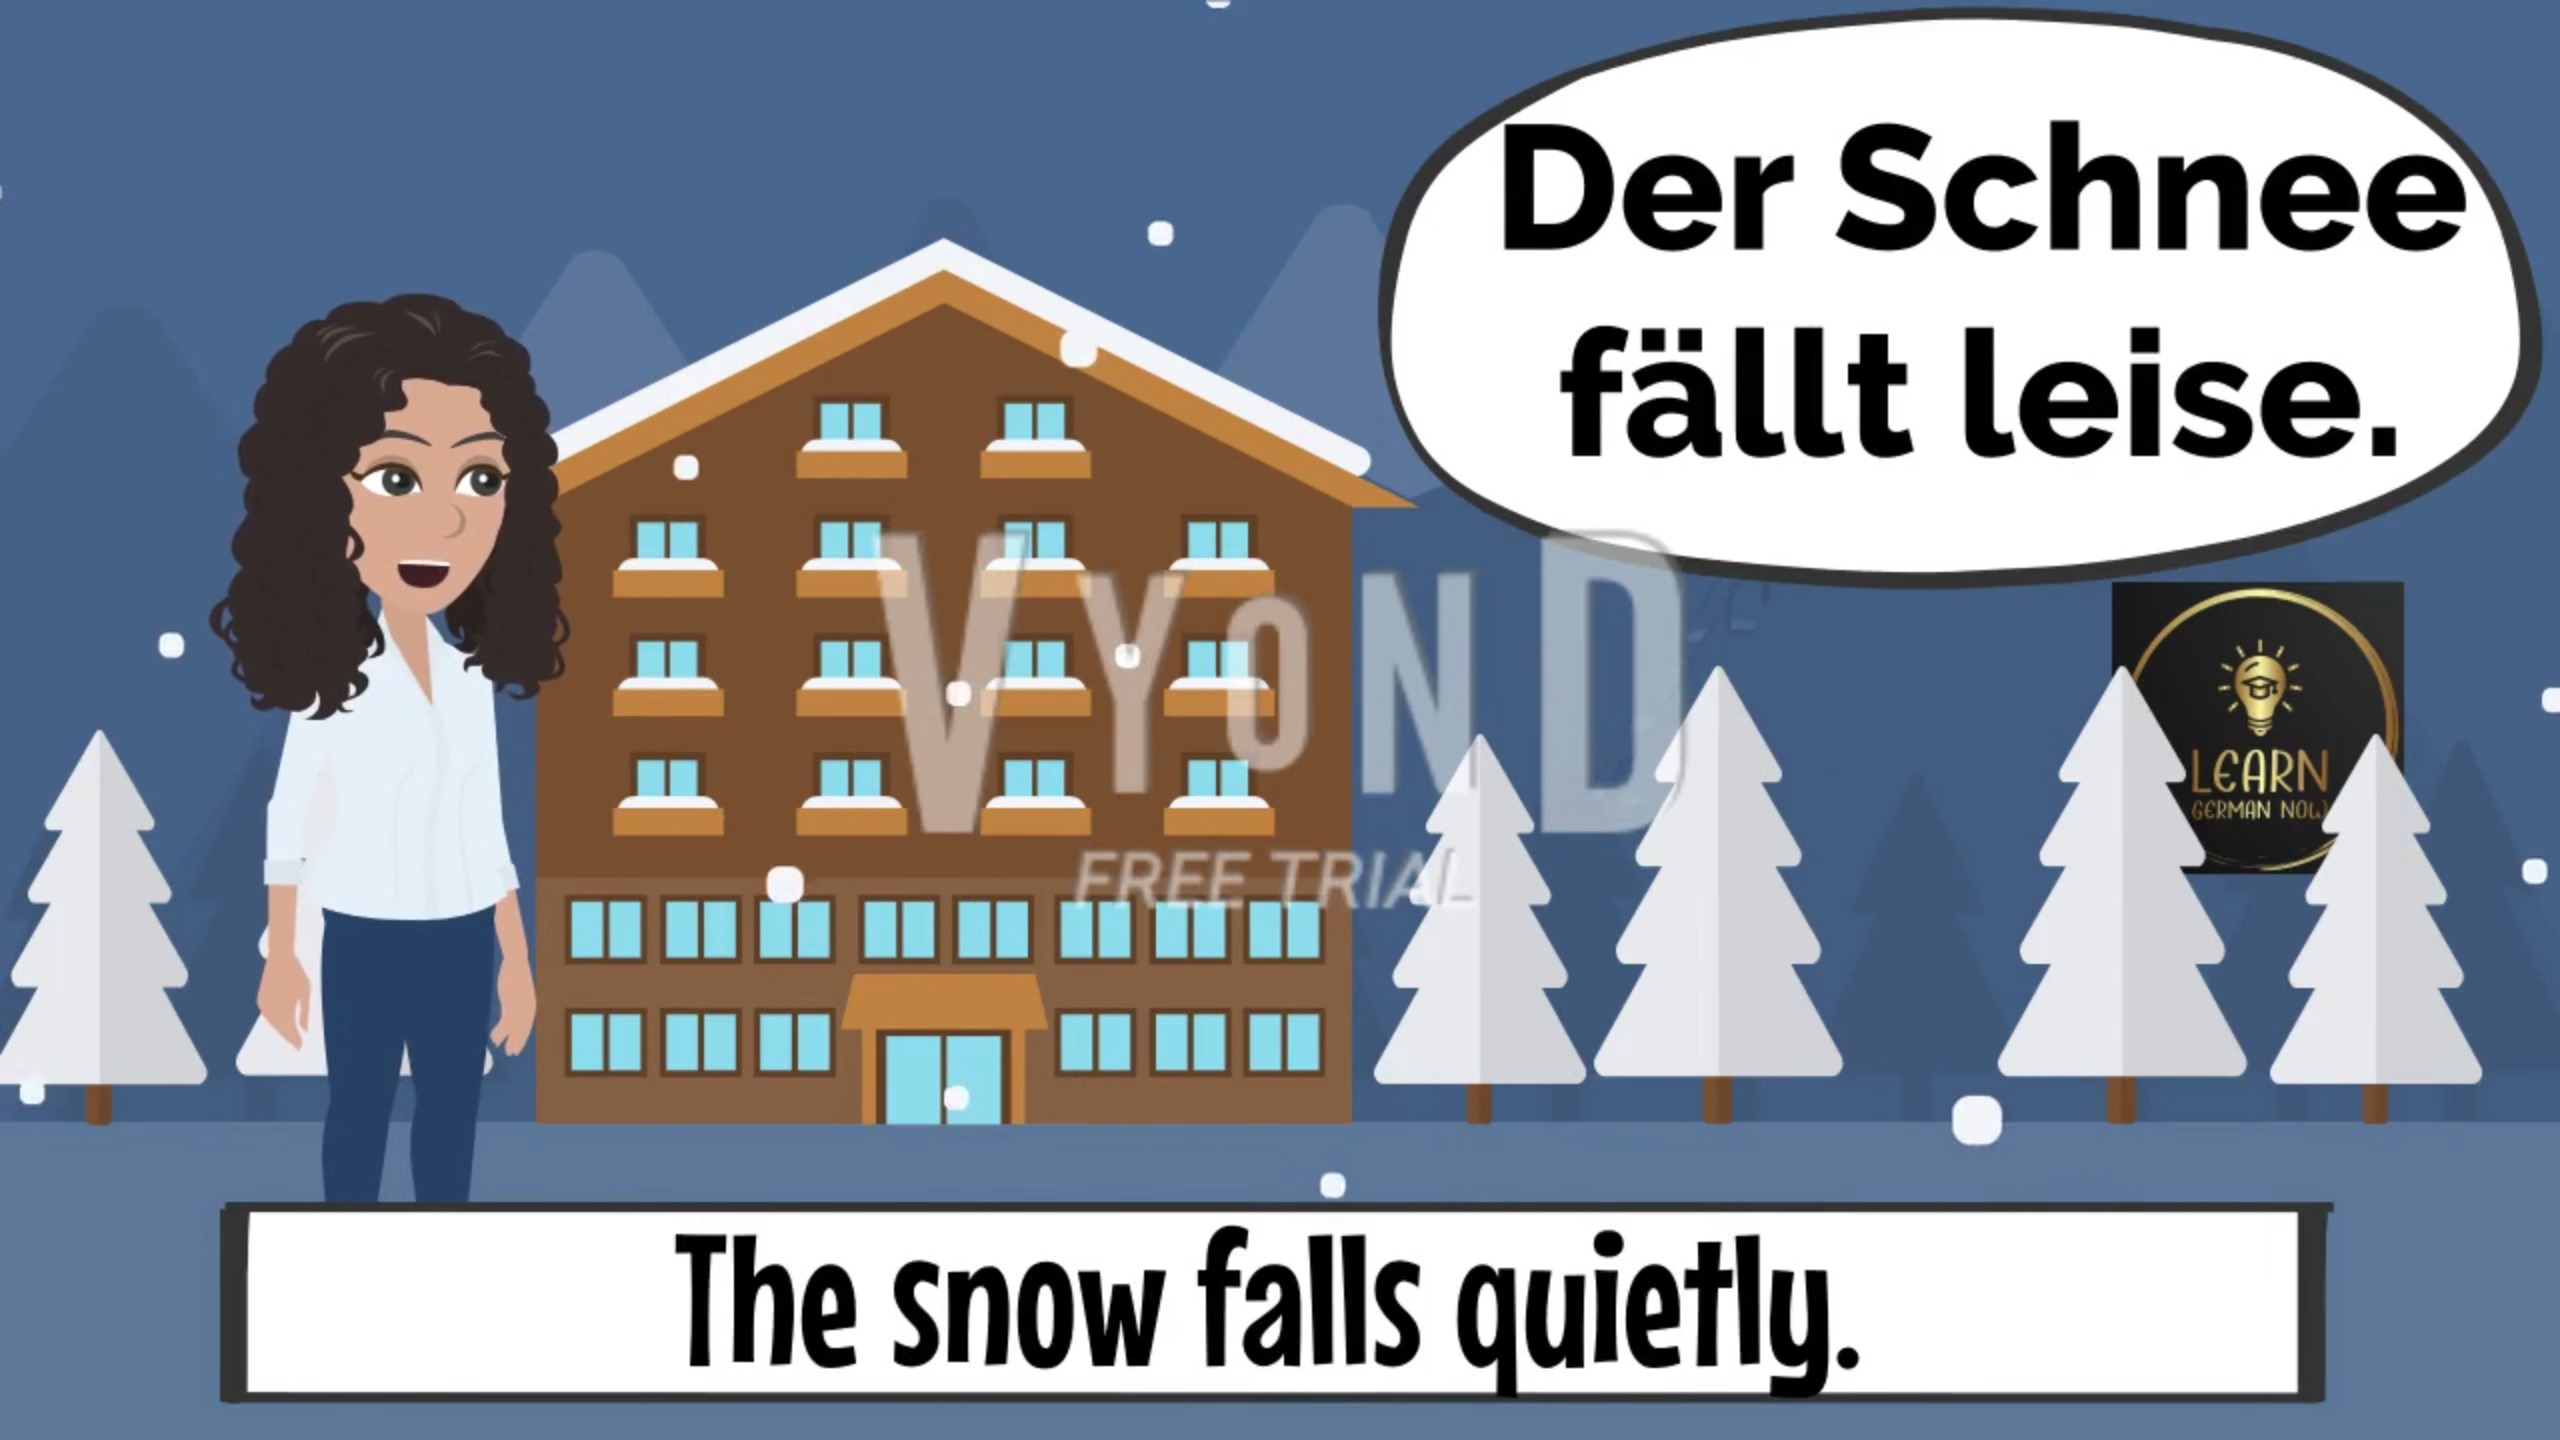 Der Schnee
fällt leise.
VYOND
FREE TRIAL
LEARN
GERMAN NOW
The snow falls quietly.